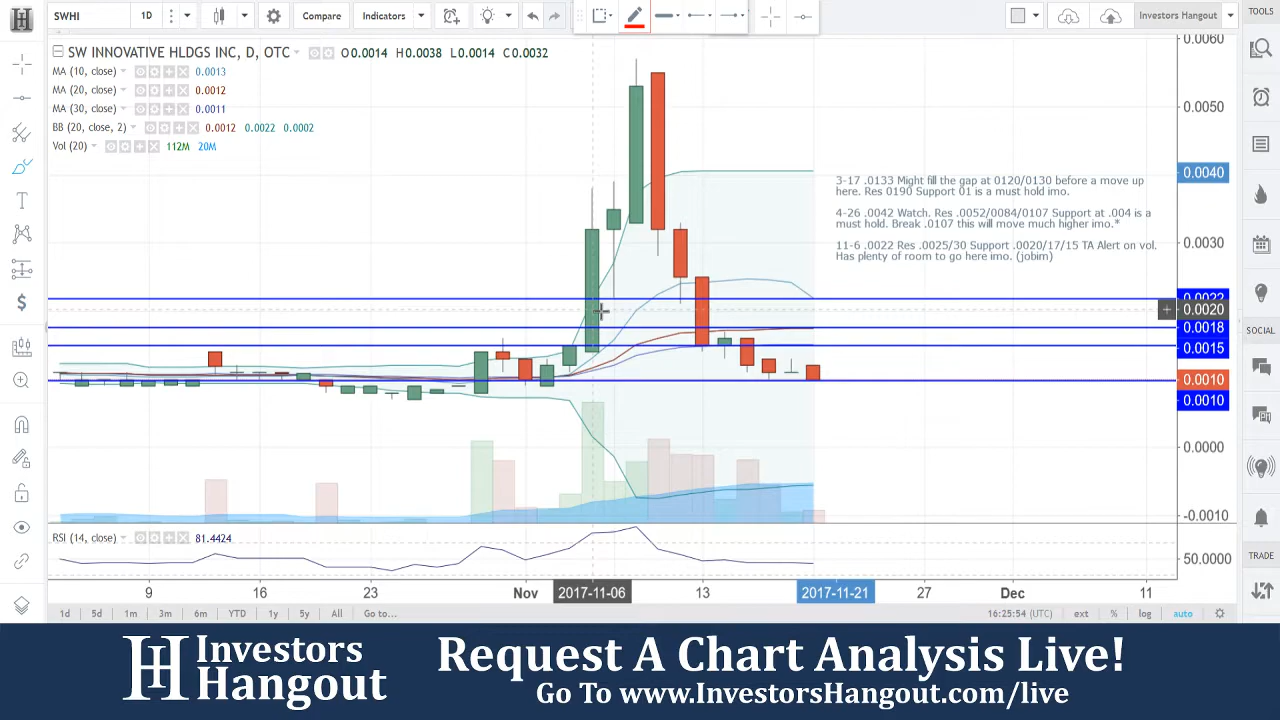 SWHI 1D Compare Indicators Investors Hangout TOOLS
SW INNOVATIVE HLDGS INC, D, OTC O0.0014 H0.0038 L0.0014 C0.0032
MA (10, close) 0.0013
MA (20, close) 0.0012
MA (30, close) 0.0011
BB (20, close, 2) 0.0012 0.0022 0.0002
Vol (20) 112M 20M
0.0060
0.0050
0.0040
3-17 .0133 Might fill the gap at 0120/0130 before a move up
here. Res 0190 Support 01 is a must hold imo.
4-26 .0042 Watch. Res .0052/0084/0107 Support at .004 is a
must hold. Break .0107 this will move much higher imo.*
11-6 .0022 Res .0025/30 Support .0020/17/15 TA Alert on vol.
Has plenty of room to go here imo. (jobim)
0.0030
0.0022
0.0020
0.0018
0.0015
0.0010
0.0010
0.0000
-0.0010
SOCIAL
RSI (14, close) 81.4424
50.0000
TRADE
9 16 23 Nov 2017-11-06 13 2017-11-21 27 Dec 11
1d 5d 1m 3m 6m YTD 1y 5y All Go to... 16:25:54 (UTC) ext % log auto
Investors
Hangout
Request A Chart Analysis Live!
Go To www.InvestorsHangout.com/live